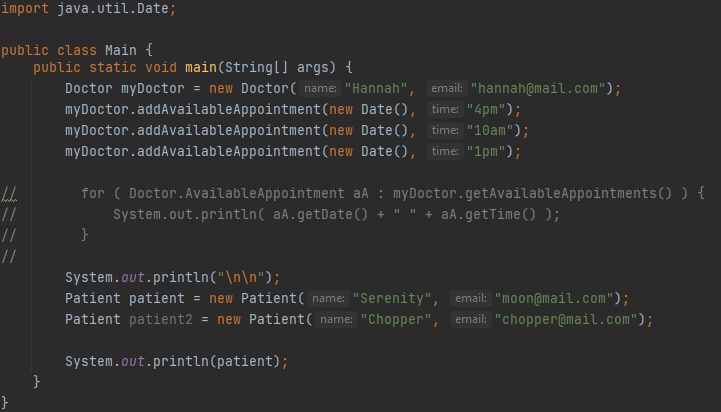 import java.util.Date;
public class Main {
public static void main(String[] args) {
Doctor myDoctor = new Doctor( name: "Hannah", email: "hannah@mail.com");
myDoctor.addAvailableAppointment(new Date(), time: "4pm");
myDoctor.addAvailableAppointment(new Date(), time: "10am");
myDoctor.addAvailableAppointment(new Date(), time: "1pm");
// for ( Doctor.AvailableAppointment aA : myDoctor.getAvailableAppointments() ) {
// System.out.println( aA.getDate() + " " + aA.getTime() );
// }
//
System.out.println("\n\n");
Patient patient = new Patient( name: "Serenity", email: "moon@mail.com");
Patient patient2 = new Patient( name: "Chopper", email: "chopper@mail.com");
System.out.println(patient);
}
}